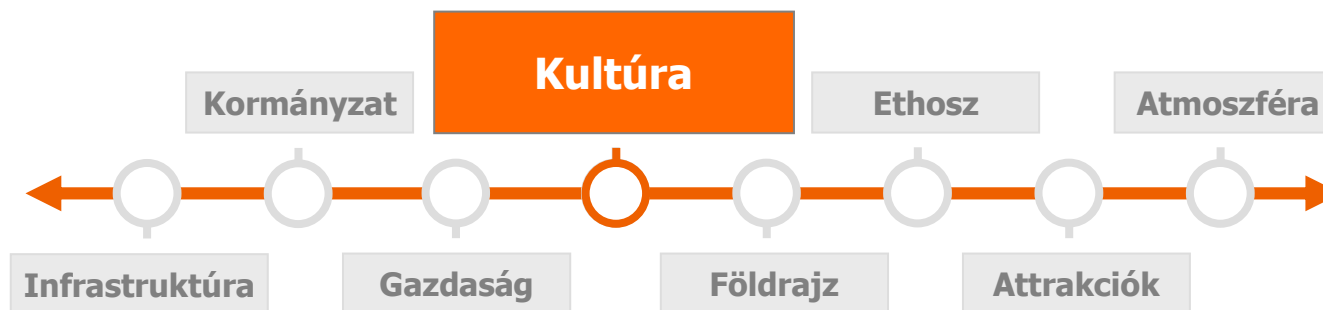 Kultúra
Kormányzat
Ethosz
Atmoszféra
Infrastruktúra
Gazdaság
Földrajz
Attrakciók